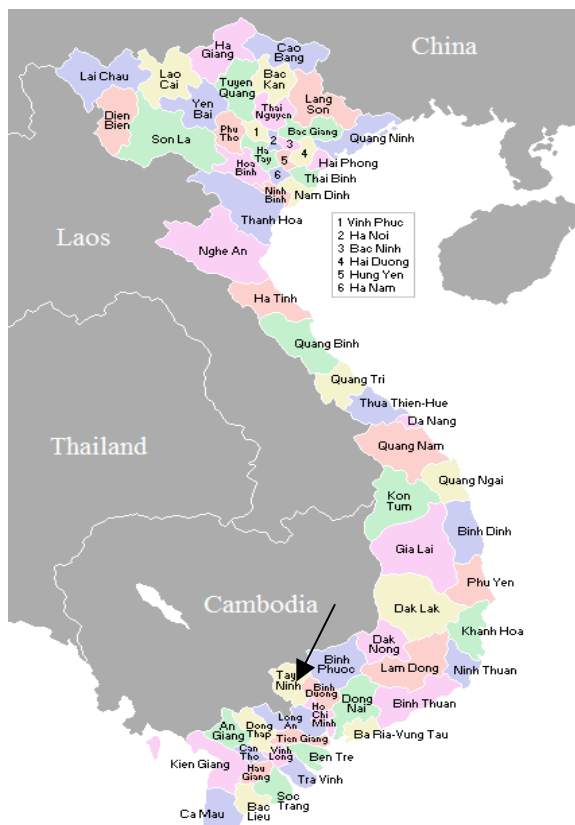 China
Ha
Giang
Cao
Bang
Lai Chau
Lao
Cai
Tuyen
Quang
Bac
Kan
Lang
Son
Yen
Bai
Thai
Nguyen
Dien
Bien
Son La
Phu
Tho
1
2
3
4
5
6
Bac Giang
Quang Ninh
Ha
Tay
Hoa
Binh
Hai Phong
Thai Binh
Ninh
Binh
Nam Dinh
Thanh Hoa
1 Vinh Phuc
2 Ha Noi
3 Bac Ninh
4 Hai Duong
5 Hung Yen
6 Ha Nam
Laos
Nghe An
Ha Tinh
Quang Binh
Quang Tri
Thua Thien-Hue
Da Nang
Thailand
Quang Nam
Quang Ngai
Kon
Tum
Binh Dinh
Gia Lai
Phu Yen
Cambodia
Dak Lak
Khanh Hoa
Dak
Nong
Binh
Phuoc
Lam Dong
Ninh Thuan
Tay
Ninh
Binh
Duong
Dong
Nai
Binh Thuan
Ho
Chi
Minh
Long
An
Ba Ria-Vung Tau
An
Giang
Dong
Thap
Tien Giang
Can
Tho
Vinh
Long
Ben Tre
Kien Giang
Hau
Giang
Tra Vinh
Soc
Trang
Ca Mau
Bac
Lieu